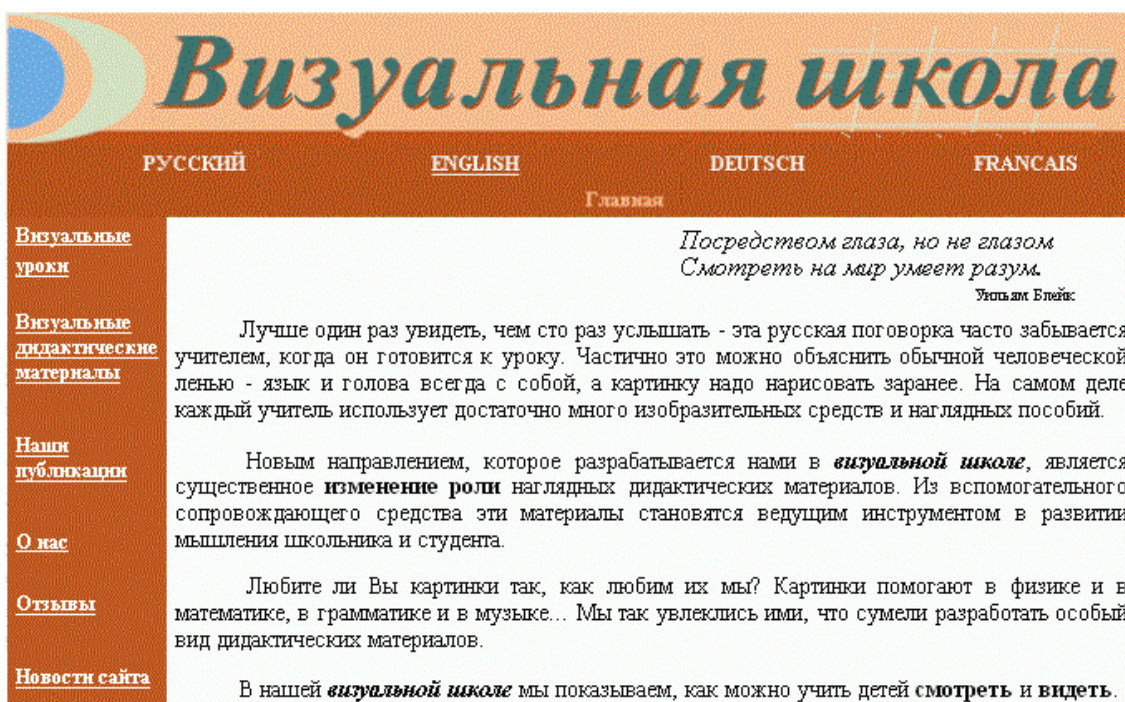 Визуальная школа
РУССКИЙ ENGLISH DEUTSCH FRANCAIS
Главная
Визуальные
уроки
Визуальные
дидактические
материалы
Наши
публикации
О нас
Отзывы
Новости сайта
Посредством глаза, но не глазом
Смотреть на мир умеет разум.
Уильям Блейк
Лучше один раз увидеть, чем сто раз услышать - эта русская поговорка часто забывается
учителем, когда он готовится к уроку. Частично это можно объяснить обычной человеческой
ленью - язык и голова всегда с собой, а картинку надо нарисовать заранее. На самом деле
каждый учитель использует достаточно много изобразительных средств и наглядных пособий.
Новым направлением, которое разрабатывается нами в визуальной школе, является
существенное изменение роли наглядных дидактических материалов. Из вспомогательного
сопровождающего средства эти материалы становятся ведущим инструментом в развитии
мышления школьника и студента.
Любите ли Вы картинки так, как любим их мы? Картинки помогают в физике и в
математике, в грамматике и в музыке... Мы так увлеклись ими, что сумели разработать особый
вид дидактических материалов.
В нашей визуальной школе мы показываем, как можно учить детей смотреть и видеть.